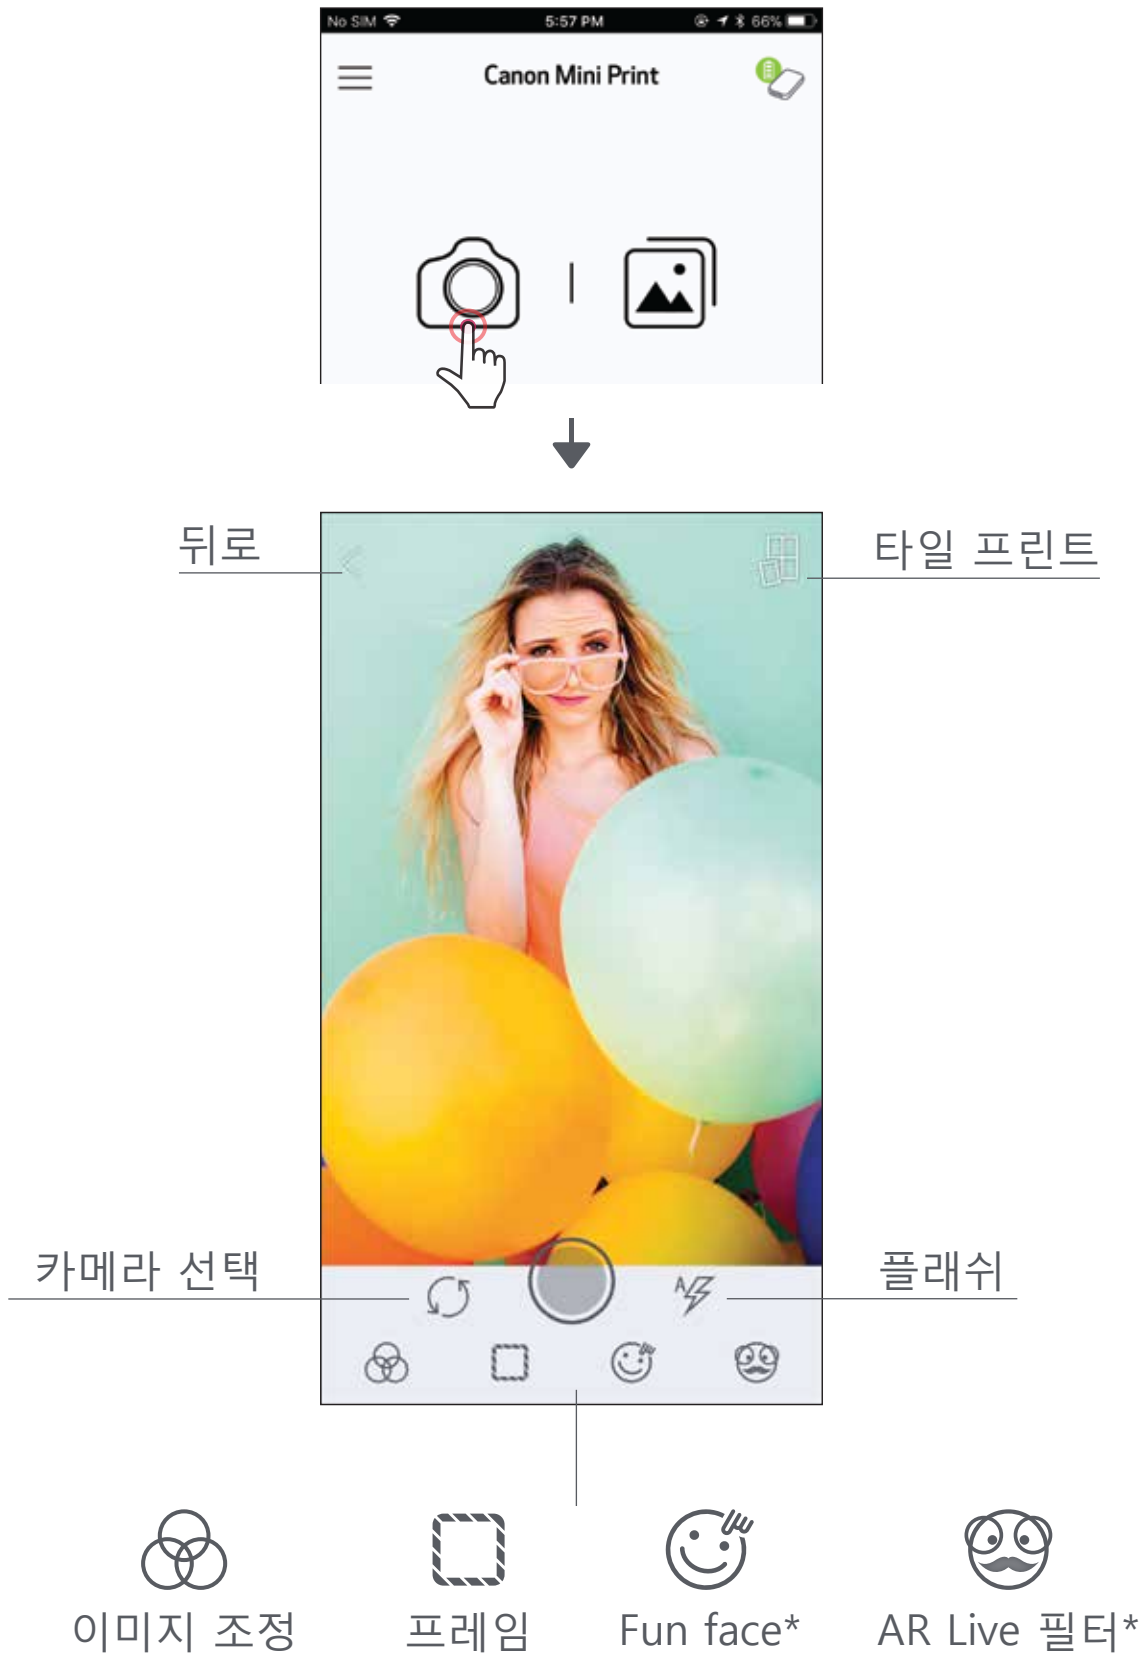 No SIM 5:57 PM 66%
Canon Mini Print
뒤로
타일 프린트
카메라 선택
플래쉬
A
이미지 조정
프레임
Fun face*
AR Live 필터*